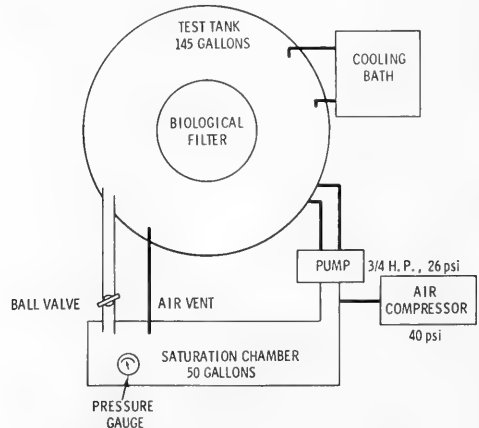 TEST TANK
145 GALLONS
COOLING
BATH
BIOLOGICAL
FILTER
PUMP
3/4 H.P., 26 psi
BALL VALVE
AIR VENT
AIR
COMPRESSOR
40 psi
SATURATION CHAMBER
50 GALLONS
PRESSURE
GAUGE